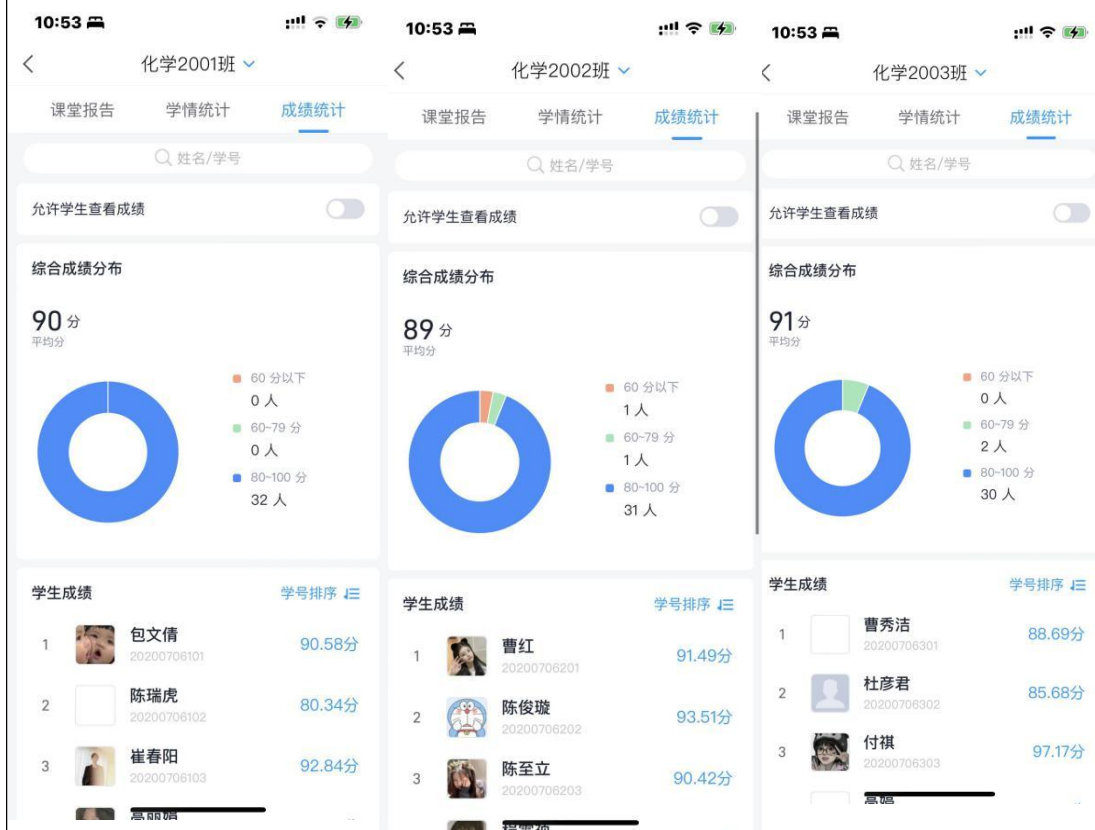 10:53
化学2001班
课堂报告 学情统计 成绩统计
姓名/学号
允许学生查看成绩
综合成绩分布
90 分
平均分
60 分以下
0 人
60~79 分
0 人
80~100 分
32 人
学生成绩 学号排序
1 包文倩 90.58分
20200706101
2 陈瑞虎 80.34分
20200706102
3 崔春阳 92.84分
20200706103
10:53
化学2002班
课堂报告 学情统计 成绩统计
姓名/学号
允许学生查看成绩
综合成绩分布
89 分
平均分
60 分以下
1 人
60~79 分
1 人
80~100 分
31 人
学生成绩 学号排序
1 曹红 91.49分
20200706201
2 陈俊璇 93.51分
20200706202
3 陈至立 90.42分
20200706203
10:53
化学2003班
课堂报告 学情统计 成绩统计
姓名/学号
允许学生查看成绩
综合成绩分布
91 分
平均分
60 分以下
0 人
60~79 分
2 人
80~100 分
30 人
学生成绩 学号排序
1 曹秀洁 88.69分
20200706301
2 杜彦君 85.68分
20200706302
3 付祺 97.17分
20200706303